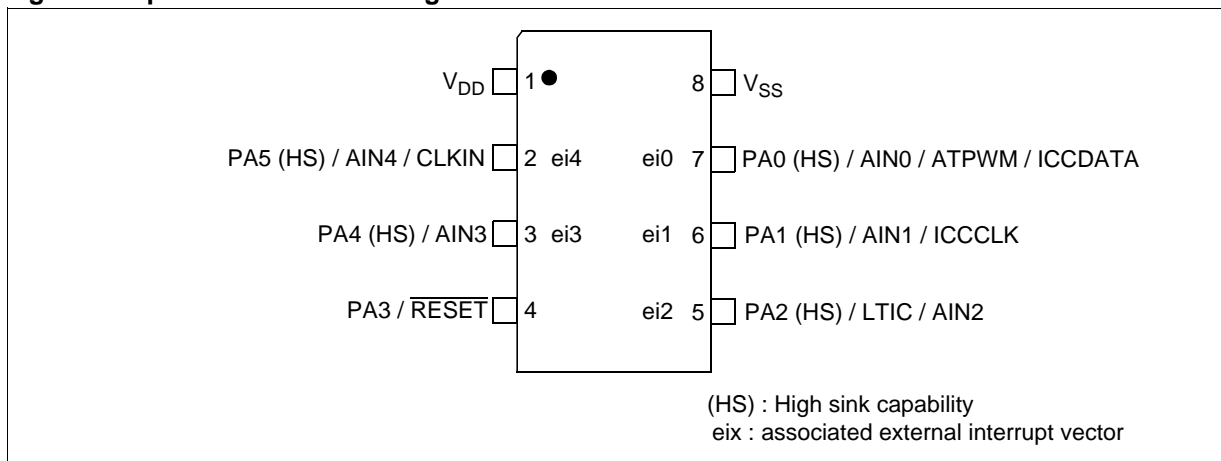 V_DD 1 8 V_SS
PA5 (HS) / AIN4 / CLKIN 2 ei4 ei0 7 PA0 (HS) / AIN0 / ATPWM / ICCDATA
PA4 (HS) / AIN3 3 ei3 ei1 6 PA1 (HS) / AIN1 / ICCCLK
PA3 / RESET 4 ei2 5 PA2 (HS) / LTIC / AIN2
(HS) : High sink capability
eix : associated external interrupt vector